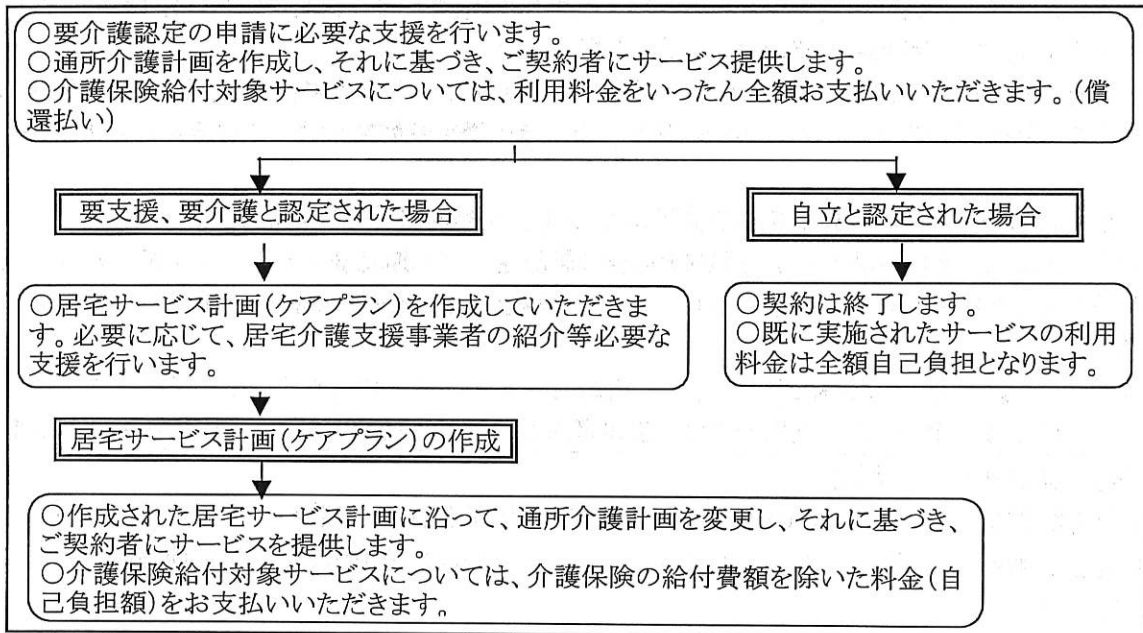 ○要介護認定の申請に必要な支援を行います。
○通所介護計画を作成し、それに基づき、ご契約者にサービス提供します。
○介護保険給付対象サービスについては、利用料金をいったん全額お支払いいただきます。(償
還払い)
要支援、要介護と認定された場合
自立と認定された場合
○居宅サービス計画(ケアプラン)を作成していただきま
す。必要に応じて、居宅介護支援事業者の紹介等必要な
支援を行います。
○契約は終了します。
○既に実施されたサービスの利用
料金は全額自己負担となります。
居宅サービス計画(ケアプラン)の作成
○作成された居宅サービス計画に沿って、通所介護計画を変更し、それに基づき、
ご契約者にサービスを提供します。
○介護保険給付対象サービスについては、介護保険の給付費額を除いた料金(自
己負担額)をお支払いいただきます。